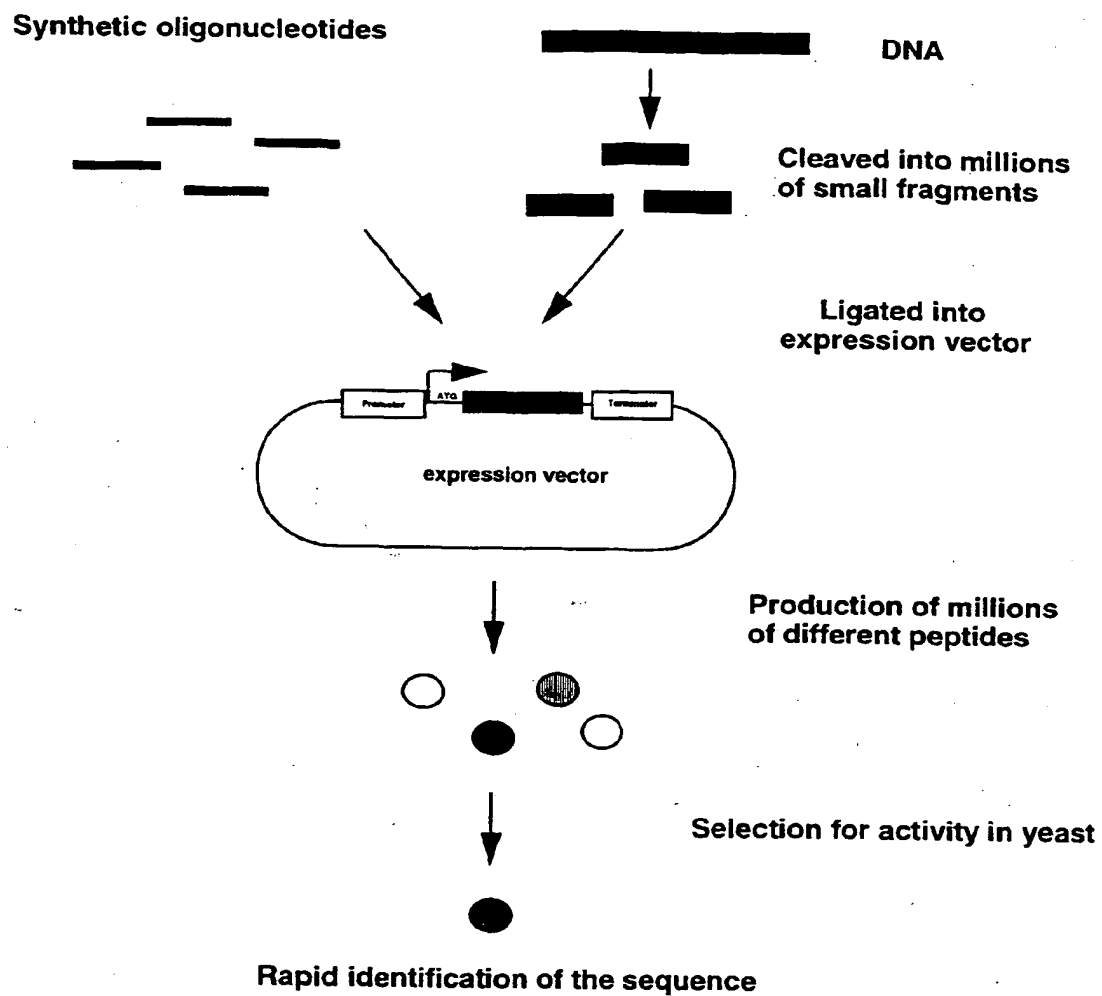 Synthetic oligonucleotides
DNA
Cleaved into millions
of small fragments
Ligated into
expression vector
Promoter
ATG
Terminator
expression vector
Production of millions
of different peptides
Selection for activity in yeast
Rapid identification of the sequence